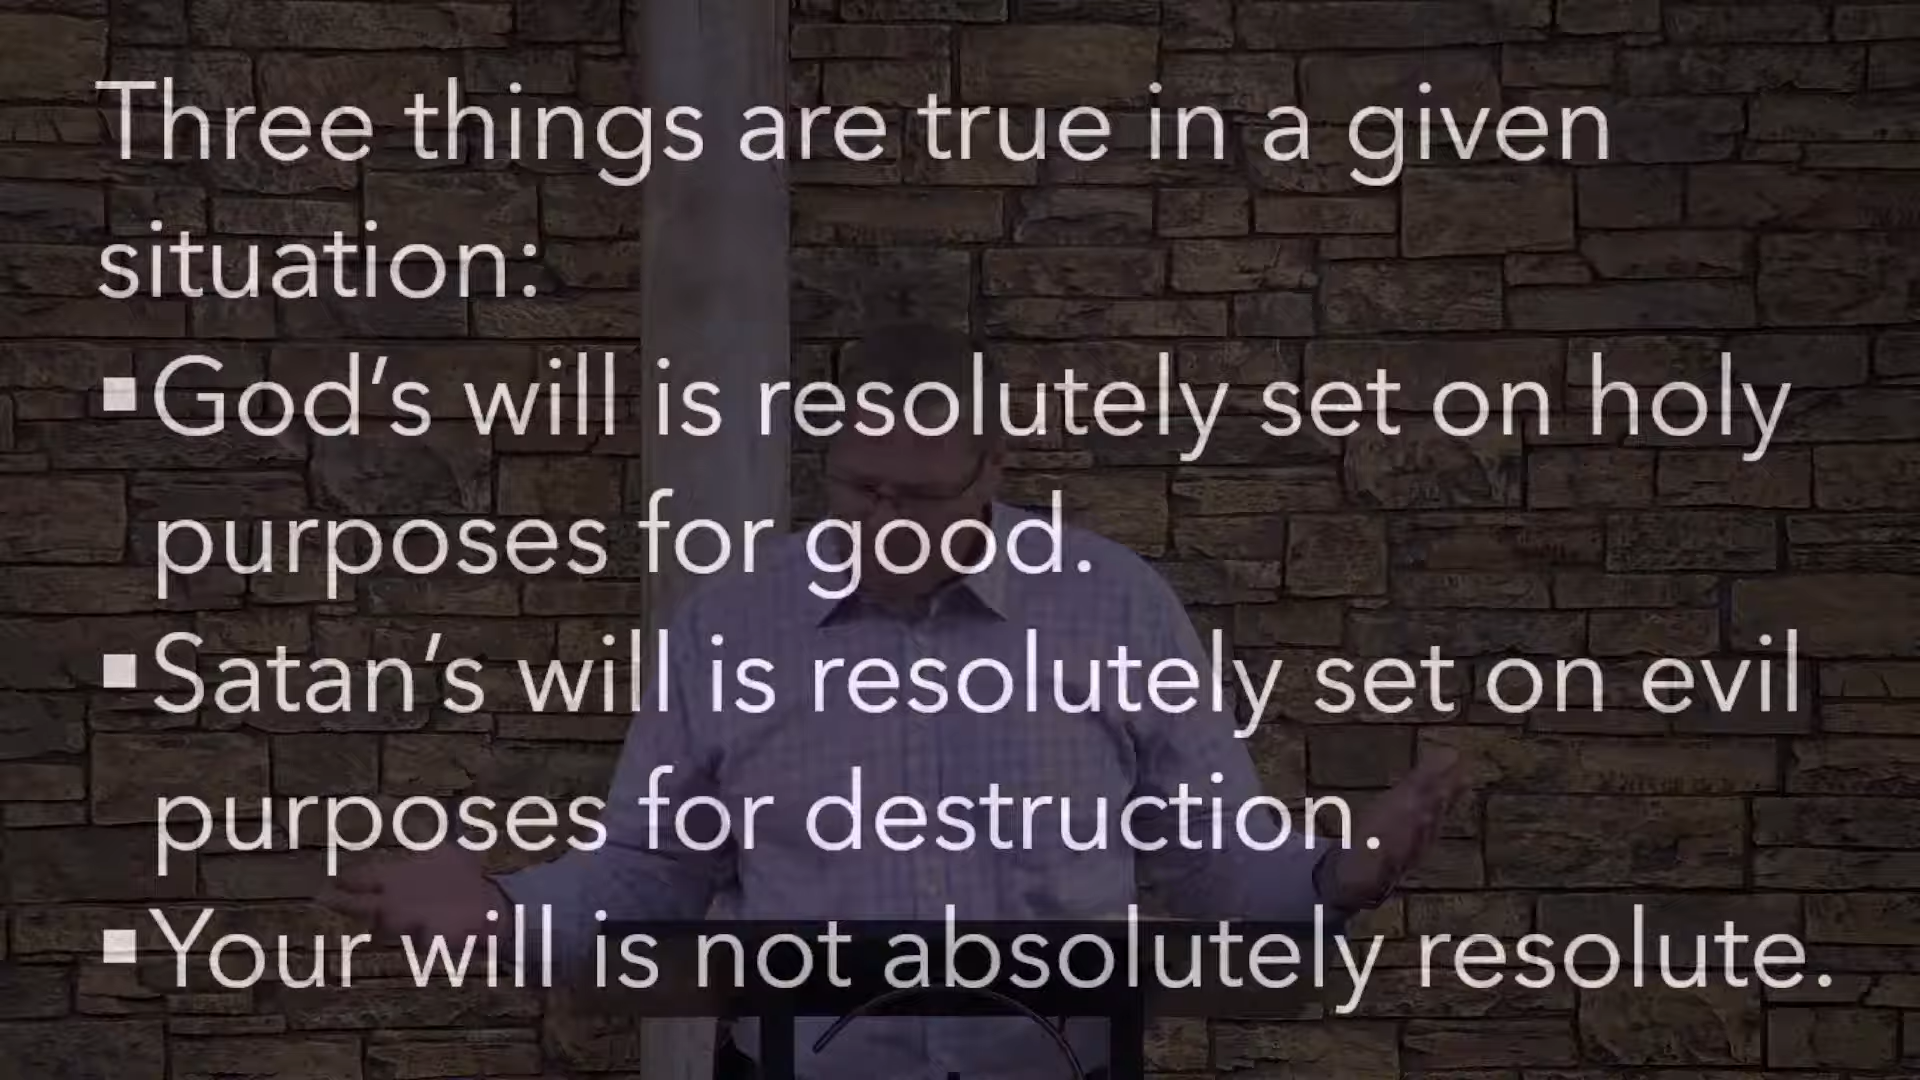 Three things are true in a given
situation:
▪God’s will is resolutely set on holy
purposes for good.
▪Satan’s will is resolutely set on evil
purposes for destruction.
▪Your will is not absolutely resolute.